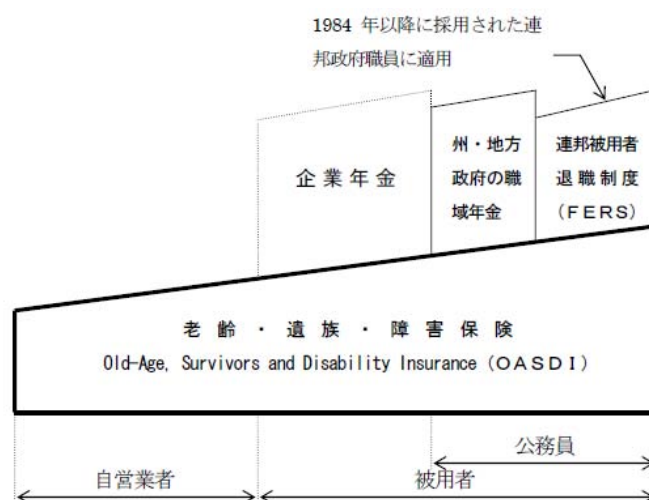 1984 年以降に採用された連
邦政府職員に適用
企業年金
州・地方
政府の職
域年金
連邦被用者
退職制度
(FERS)
老齢・遺族・障害保険
Old-Age, Survivors and Disability Insurance (OASDI)
公務員
自営業者
被用者